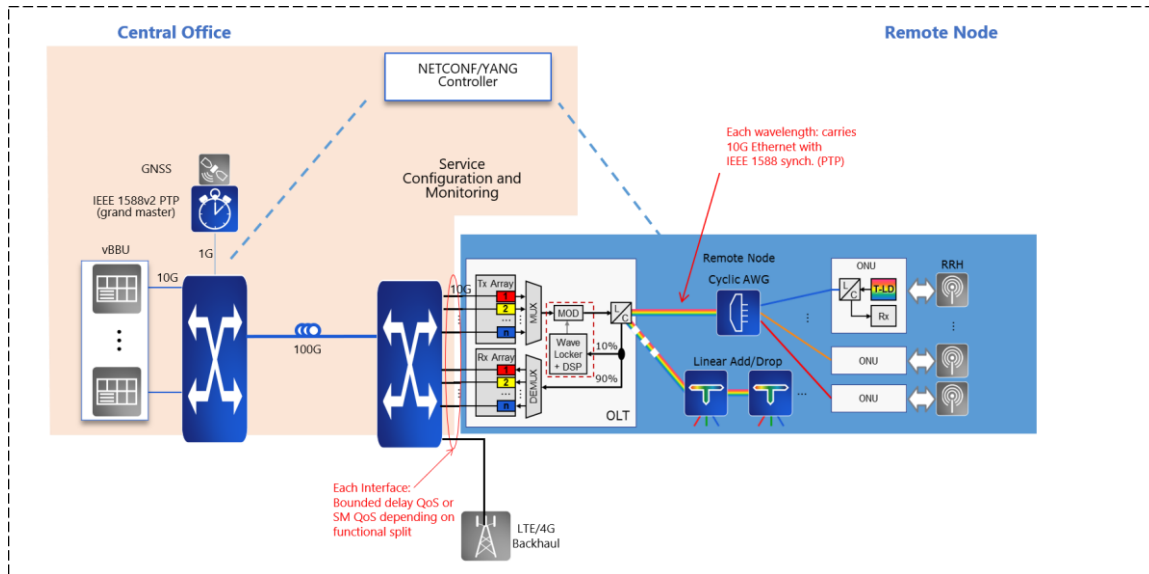 Central Office
Remote Node
NETCONF/YANG
Controller
Each wavelength: carries
10G Ethernet with
IEEE 1588 synch. (PTP)
GNSS
Service
Configuration and
Monitoring
IEEE 1588v2 PTP
(grand master)
vBBU
1G
10G
100G
10G
Tx Array
1
2
...
n
MUX
MOD
Wave
Locker
+ DSP
L/C
10%
90%
Rx Array
1
2
...
n
DEMUX
OLT
Remote Node
Cyclic AWG
Linear Add/Drop
...
ONU
L/C
T-LD
Rx
RRH
...
ONU
ONU
Each Interface:
Bounded delay QoS or
SM QoS depending on
functional split
LTE/4G
Backhaul